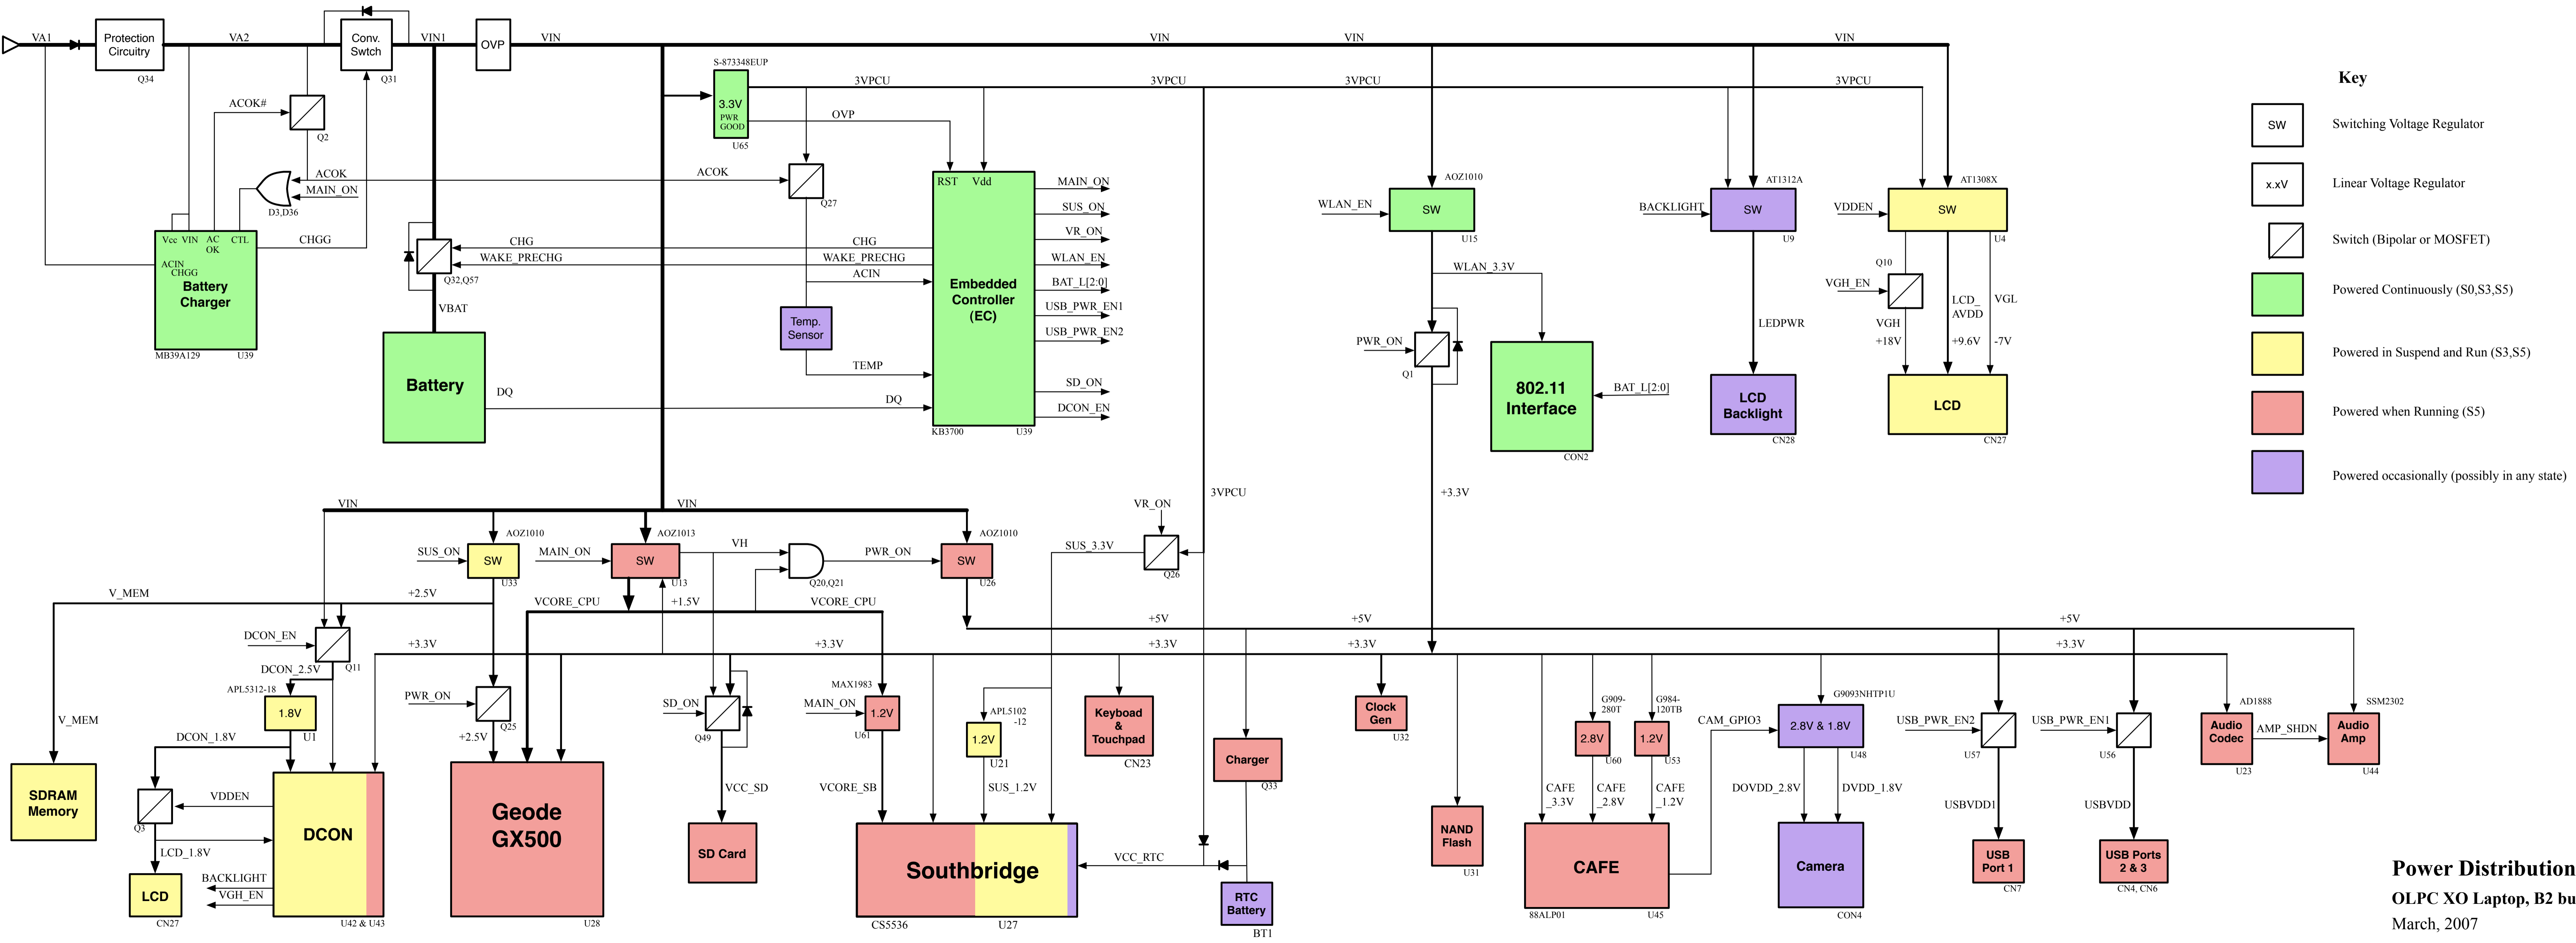 VA1
Protection
Circuitry
Q34
VA2
Conv.
Swtch
Q31
VIN1
OVP
VIN
VIN
VIN
VIN
ACOK#
Q2
ACOK
MAIN_ON
D3,D36
CHGG
Vcc VIN AC
OK
CTL
ACIN
CHGG
Battery
Charger
MB39A129
U39
S-873348EUP
3.3V
PWR
GOOD
U65
3VPCU
3VPCU
3VPCU
3VPCU
OVP
ACOK
Q27
CHG
WAKE_PRECHG
Q32,Q57
VBAT
Battery
DQ
CHG
WAKE_PRECHG
ACIN
Temp.
Sensor
TEMP
DQ
RST Vdd
Embedded
Controller
(EC)
KB3700
U39
MAIN_ON
SUS_ON
VR_ON
WLAN_EN
BAT_L[2:0]
USB_PWR_EN1
USB_PWR_EN2
SD_ON
DCON_EN
AOZ1010
WLAN_EN
SW
U15
WLAN_3.3V
PWR_ON
Q1
802.11
Interface
CON2
BAT_L[2:0]
+3.3V
AT1312A
BACKLIGHT
SW
U9
LEDPWR
LCD
Backlight
CN28
AT1308X
VDDEN
SW
U4
Q10
VGH_EN
VGH
+18V
LCD_
AVDD
+9.6V
VGL
-7V
LCD
CN27
Key
SW
Switching Voltage Regulator
x.xV
Linear Voltage Regulator
Switch (Bipolar or MOSFET)
Powered Continuously (S0,S3,S5)
Powered in Suspend and Run (S3,S5)
Powered when Running (S5)
Powered occasionally (possibly in any state)
VIN
VIN
AOZ1010
SUS_ON
SW
U33
AOZ1013
MAIN_ON
SW
U13
VH
Q20,Q21
PWR_ON
AOZ1010
SW
U26
VR_ON
SUS_3.3V
Q26
3VPCU
V_MEM
+2.5V
VCORE_CPU
+1.5V
VCORE_CPU
+5V
+5V
+5V
DCON_EN
Q11
DCON_2.5V
+3.3V
+3.3V
+3.3V
+3.3V
+3.3V
APL5312-18
1.8V
U1
V_MEM
DCON_1.8V
SDRAM
Memory
VDDEN
Q3
LCD_1.8V
BACKLIGHT
VGH_EN
LCD
CN27
DCON
U42 & U43
PWR_ON
Q25
+2.5V
Geode
GX500
U28
SD_ON
Q49
VCC_SD
SD Card
MAX1983
MAIN_ON
1.2V
U61
VCORE_SB
APL5102
-12
1.2V
U21
SUS_1.2V
Southbridge
CS5536
U27
Keyboad
&
Touchpad
CN23
Charger
Q33
VCC_RTC
RTC
Battery
BT1
Clock
Gen
U32
NAND
Flash
U31
G909-
280T
2.8V
U60
G984-
120TB
1.2V
U53
CAFE
_3.3V
CAFE
_2.8V
CAFE
_1.2V
CAFE
88ALP01
U45
CAM_GPIO3
G9093NHTP1U
2.8V & 1.8V
U48
DOVDD_2.8V
DVDD_1.8V
Camera
CON4
USB_PWR_EN2
U57
USBVDD1
USB
Port 1
CN7
USB_PWR_EN1
U56
USBVDD
USB Ports
2 & 3
CN4, CN6
AD1888
Audio
Codec
U23
AMP_SHDN
SSM2302
Audio
Amp
U44
Power Distribution
OLPC XO Laptop, B2 bu
March, 2007